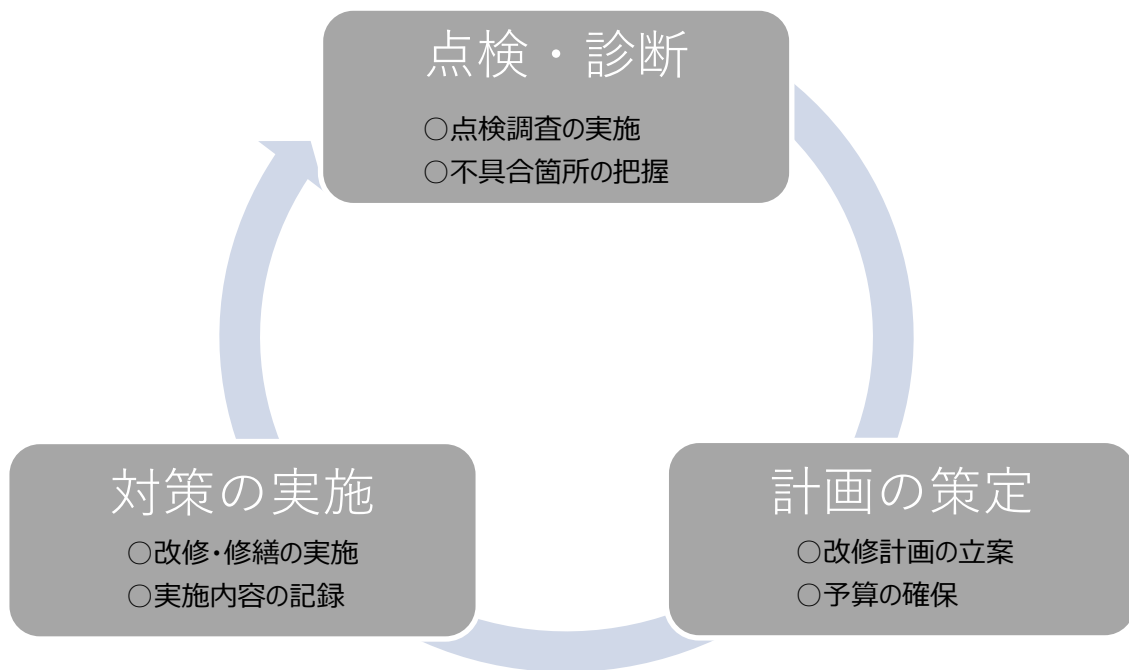 点検・診断
○点検調査の実施
○不具合箇所の把握
対策の実施
○改修・修繕の実施
○実施内容の記録
計画の策定
○改修計画の立案
○予算の確保